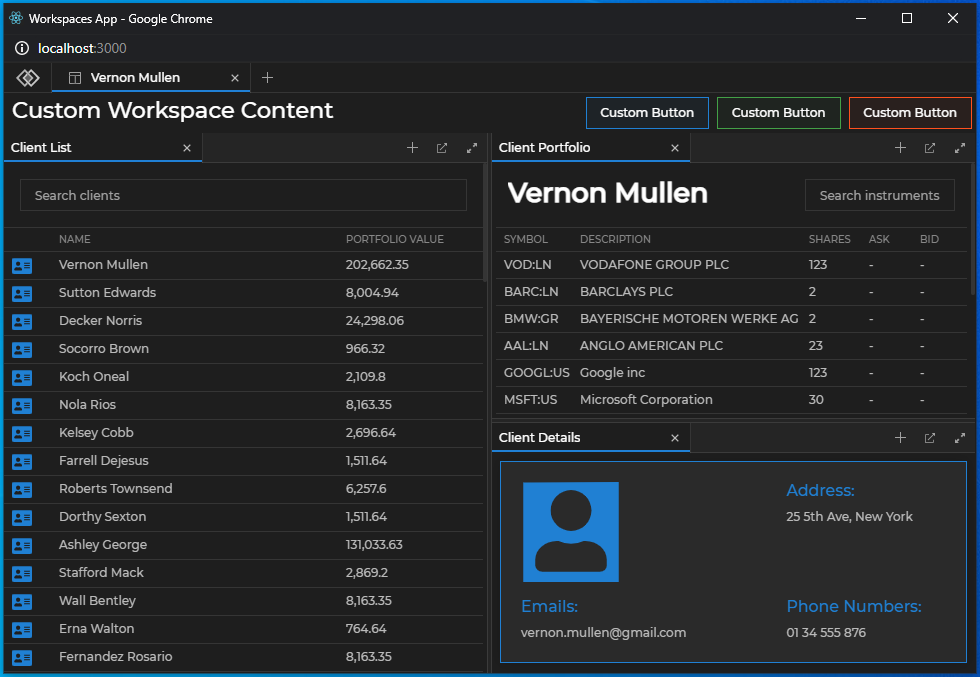 Workspaces App - Google Chrome
localhost:3000
Vernon Mullen
Custom Workspace Content
Custom Button Custom Button Custom Button
Client List
Search clients
NAME PORTFOLIO VALUE
Vernon Mullen 202,662.35
Sutton Edwards 8,004.94
Decker Norris 24,298.06
Socorro Brown 966.32
Koch Oneal 2,109.8
Nola Rios 8,163.35
Kelsey Cobb 2,696.64
Farrell Dejesus 1,511.64
Roberts Townsend 6,257.6
Dorthy Sexton 1,511.64
Ashley George 131,033.63
Stafford Mack 2,869.2
Wall Bentley 8,163.35
Erna Walton 764.64
Fernandez Rosario 8,163.35
Client Portfolio
Vernon Mullen
Search instruments
SYMBOL DESCRIPTION SHARES ASK BID
VOD:LN VODAFONE GROUP PLC 123 - -
BARC:LN BARCLAYS PLC 2 - -
BMW:GR BAYERISCHE MOTOREN WERKE AG 2 - -
AAL:LN ANGLO AMERICAN PLC 23 - -
GOOGL:US Google inc 123 - -
MSFT:US Microsoft Corporation 30 - -
Client Details
Address:
25 5th Ave, New York
Emails:
vernon.mullen@gmail.com
Phone Numbers:
01 34 555 876